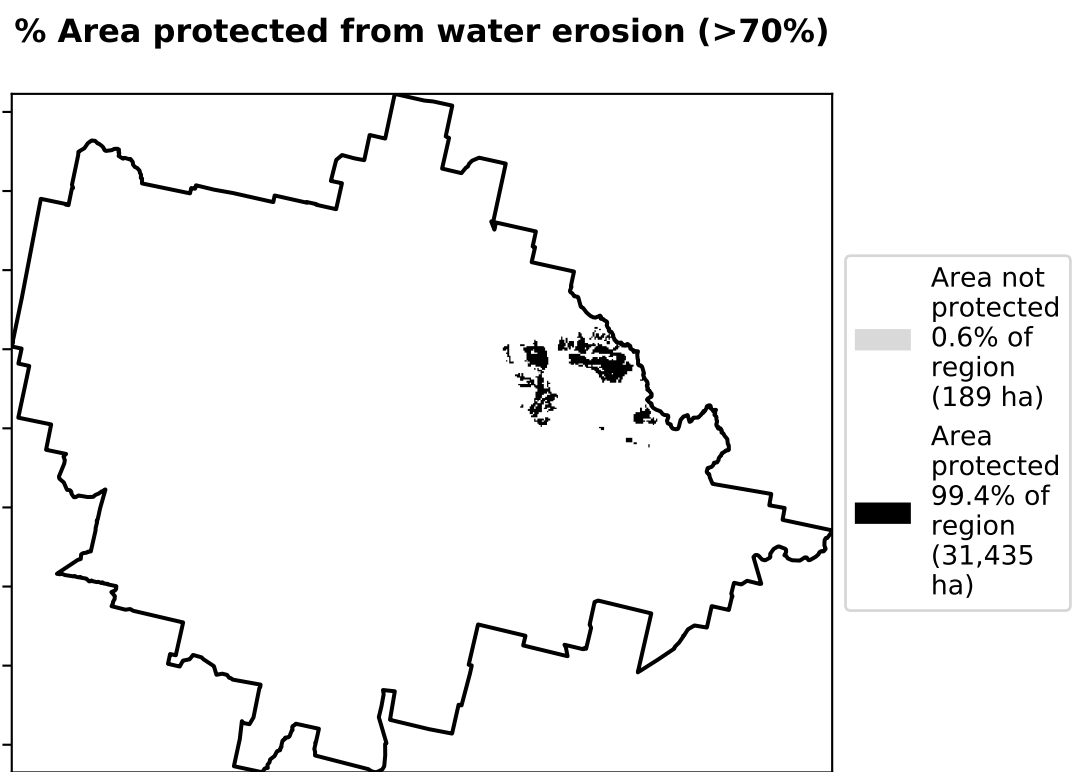 % Area protected from water erosion (>70%)
Area not
protected
0.6% of
region
(189 ha)
Area
protected
99.4% of
region
(31,435
ha)